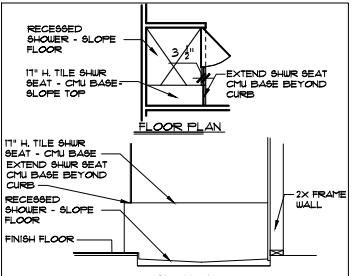 RECESSED
SHOWER - SLOPE
FLOOR
3 1/2"
17" H. TILE SHWR
SEAT - CMU BASE-
SLOPE TOP
EXTEND SHWR SEAT
CMU BASE BEYOND
CURB
FLOOR PLAN
17" H. TILE SHWR
SEAT - CMU BASE
EXTEND SHWR SEAT
CMU BASE BEYOND
CURB
RECESSED
SHOWER - SLOPE
FLOOR
FINISH FLOOR
2X FRAME
WALL